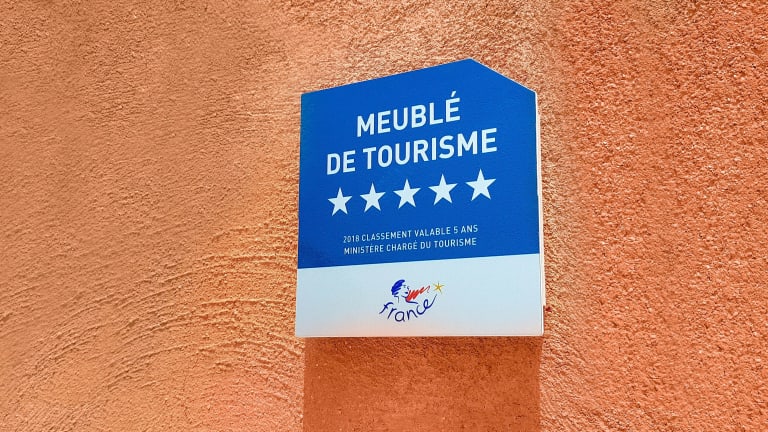 MEUBLÉ
DE TOURISME
2018 CLASSEMENT VALABLE 5 ANS
MINISTÈRE CHARGÉ DU TOURISME
france